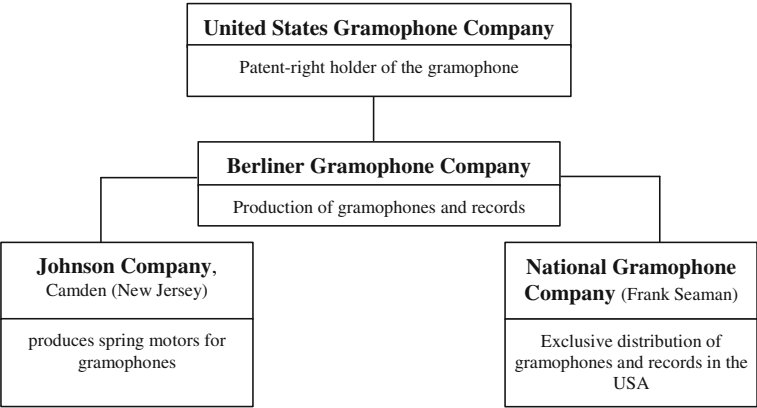 United States Gramophone Company
Patent-right holder of the gramophone
Berliner Gramophone Company
Production of gramophones and records
Johnson Company,
Camden (New Jersey)
produces spring motors for
gramophones
National Gramophone
Company (Frank Seaman)
Exclusive distribution of
gramophones and records in the
USA